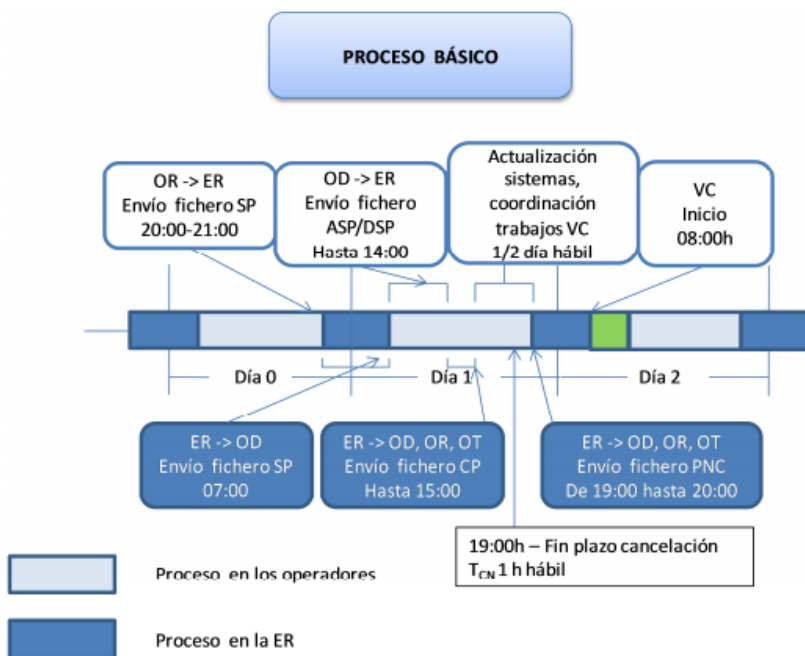 PROCESO BÁSICO
OR -> ER
Envío fichero SP
20:00-21:00
OD -> ER
Envío fichero
ASP/DSP
Hasta 14:00
Actualización
sistemas,
coordinación
trabajos VC
1/2 día hábil
VC
Inicio
08:00h
Día 0
Día 1
Día 2
ER -> OD
Envío fichero SP
07:00
ER -> OD, OR, OT
Envío fichero CP
Hasta 15:00
ER -> OD, OR, OT
Envío fichero PNC
De 19:00 hasta 20:00
19:00h – Fin plazo cancelación
TCN 1 h hábil
Proceso en los operadores
Proceso en la ER